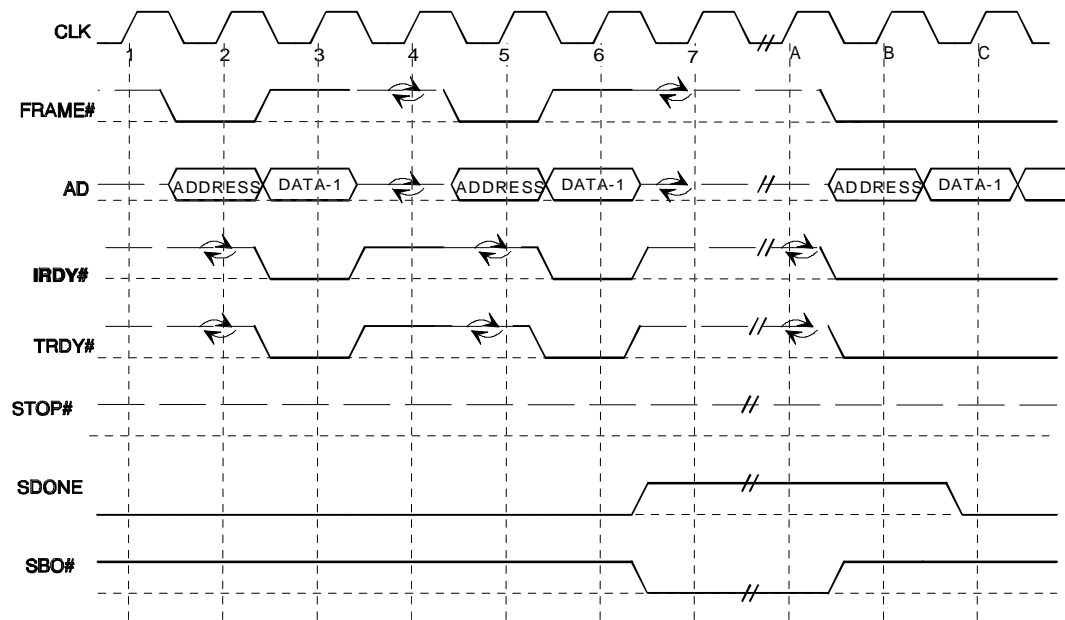 CLK
1 2 3 4 5 6 7 A B C
FRAME#
AD ADDRESS DATA-1 ADDRESS DATA-1 ADDRESS DATA-1
IRDY#
TRDY#
STOP#
SDONE
SBO#